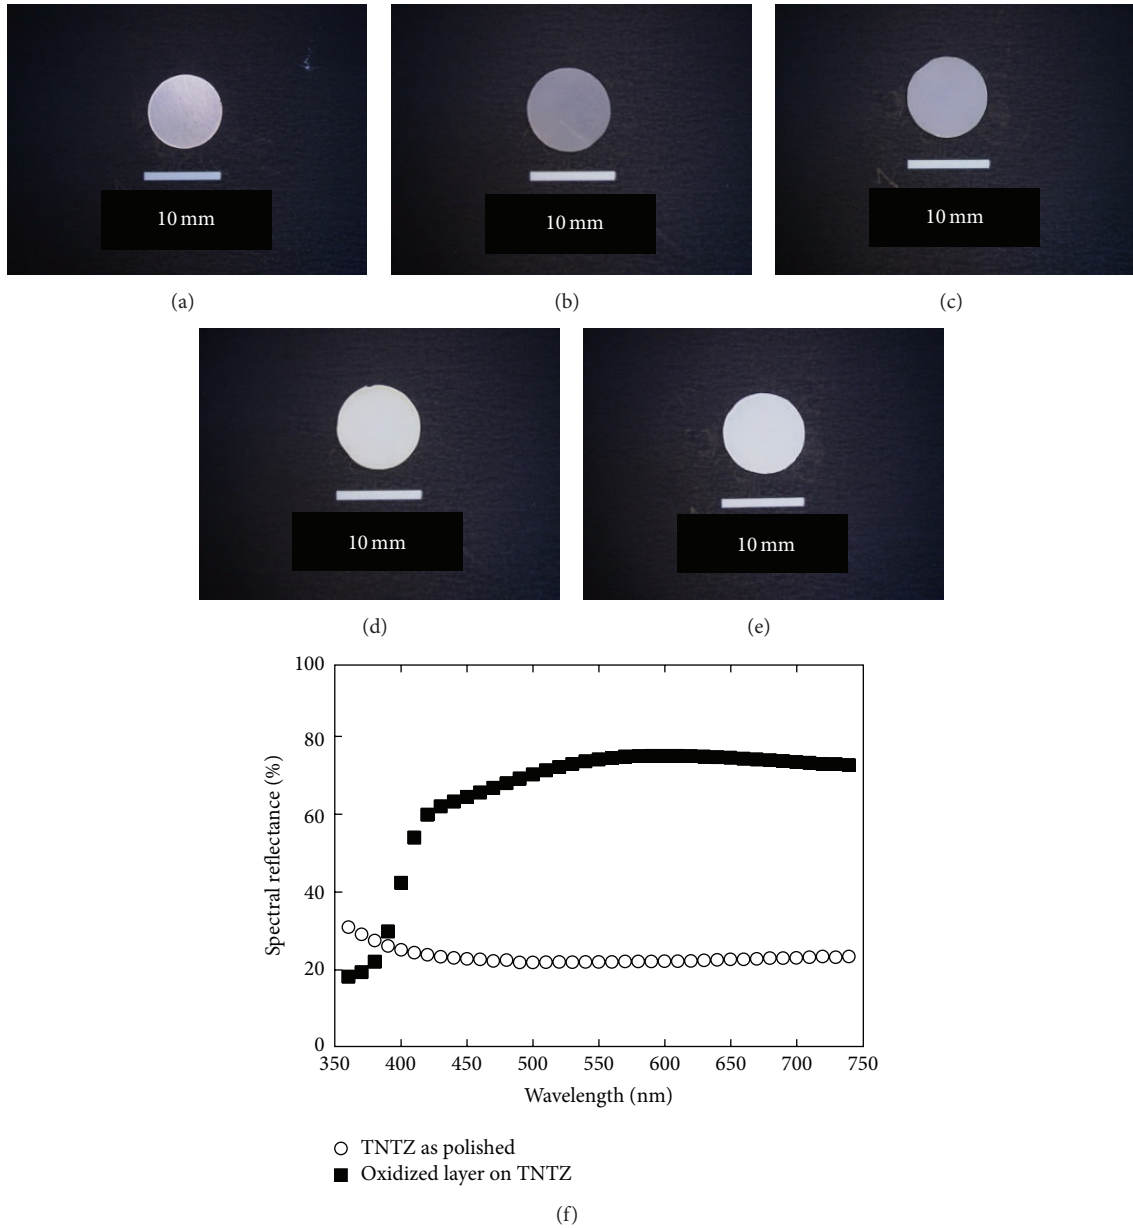 10 mm
10 mm
10 mm
(a)
(b)
(c)
10 mm
10 mm
(d)
(e)
100
80
60
40
20
0
Spectral reflectance (%)
350 400 450 500 550 600 650 700 750
Wavelength (nm)
TNTZ as polished
Oxidized layer on TNTZ
(f)